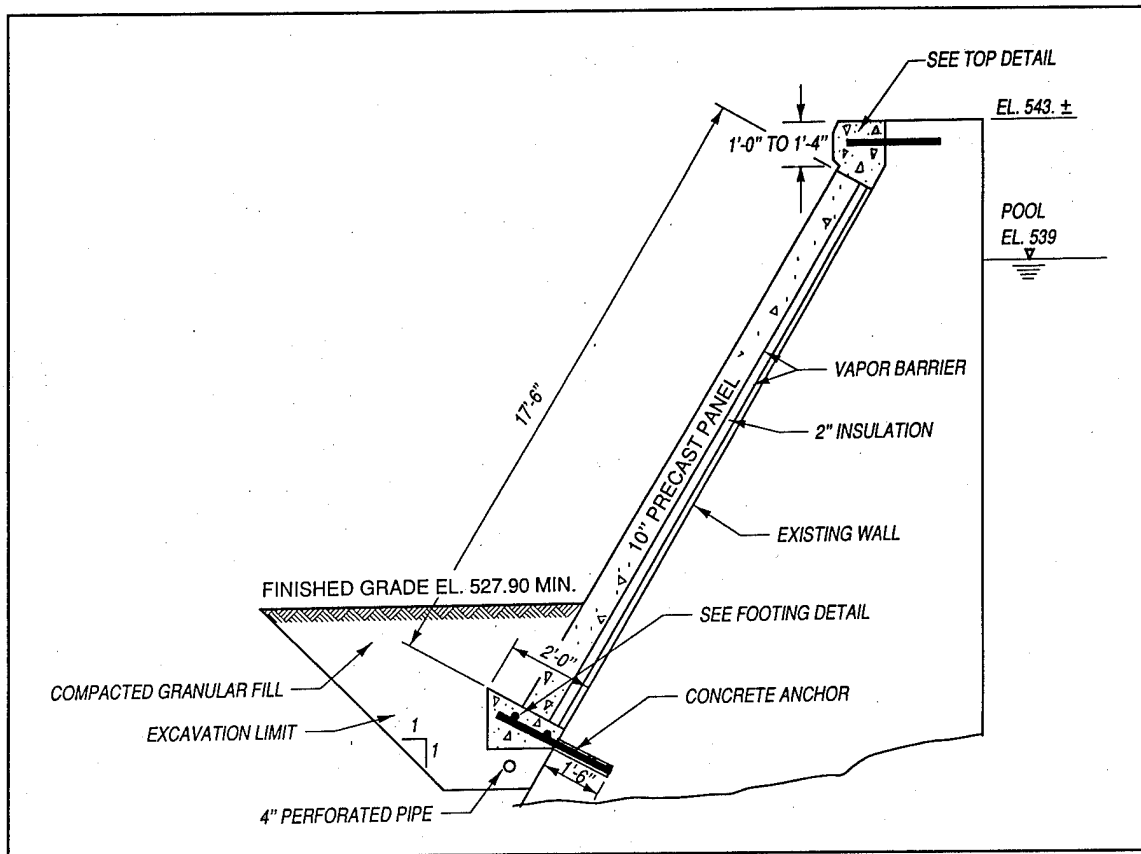 SEE TOP DETAIL
EL. 543. ±
1'-0" TO 1'-4"
POOL
EL. 539
17'-6"
VAPOR BARRIER
2" INSULATION
10" PRECAST PANEL
EXISTING WALL
FINISHED GRADE EL. 527.90 MIN.
SEE FOOTING DETAIL
2'-0"
COMPACTED GRANULAR FILL
CONCRETE ANCHOR
EXCAVATION LIMIT
1
1
1'-6"
4" PERFORATED PIPE